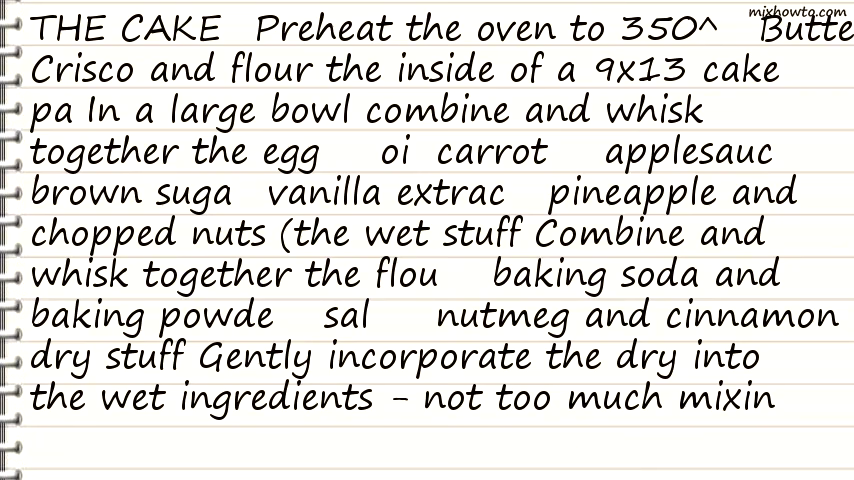 mixhowto.com
THE CAKE Preheat the oven to 350^ Butte
Crisco and flour the inside of a 9x13 cake
pa In a large bowl combine and whisk
together the egg oi carrot applesauc
brown suga vanilla extrac pineapple and
chopped nuts (the wet stuff Combine and
whisk together the flou baking soda and
baking powde sal nutmeg and cinnamon
dry stuff Gently incorporate the dry into
the wet ingredients - not too much mixin